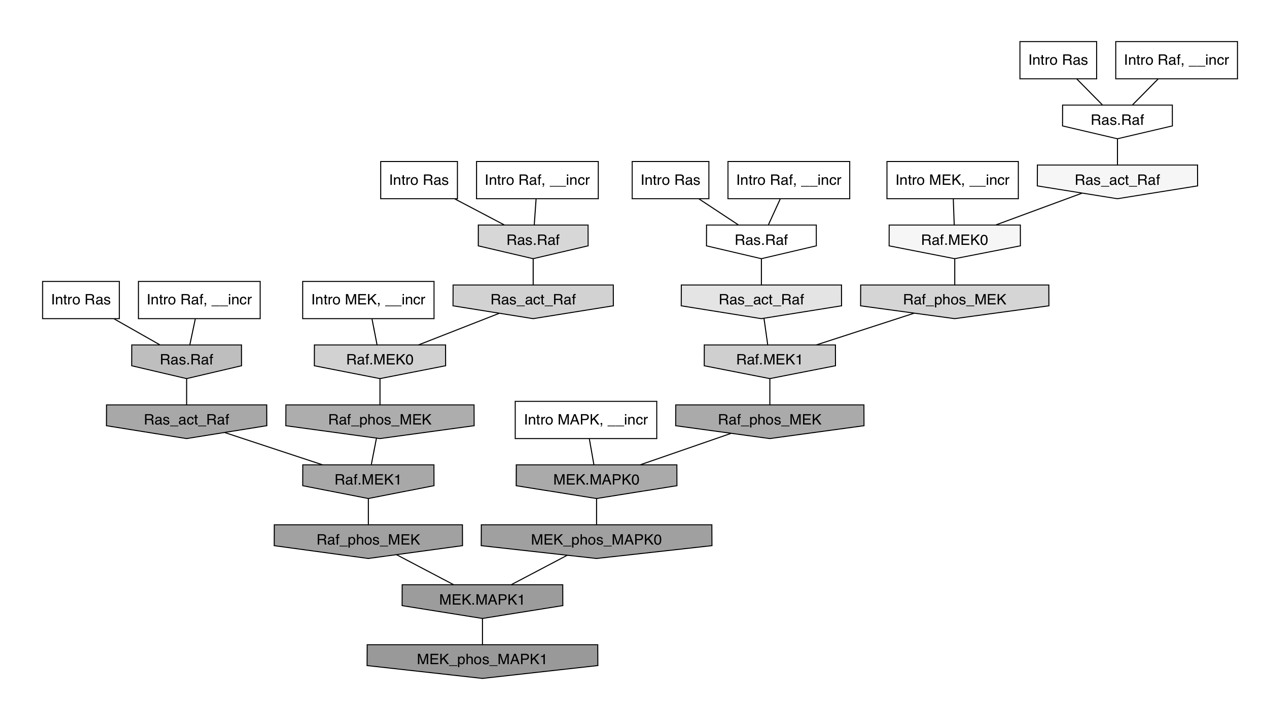 Intro Ras
Intro Raf, __incr
Ras.Raf
Intro Ras
Intro Raf, __incr
Intro Ras
Intro Raf, __incr
Intro MEK, __incr
Ras_act_Raf
Ras.Raf
Ras.Raf
Raf.MEK0
Intro Ras
Intro Raf, __incr
Intro MEK, __incr
Ras_act_Raf
Ras_act_Raf
Raf_phos_MEK
Ras.Raf
Raf.MEK0
Raf.MEK1
Ras_act_Raf
Raf_phos_MEK
Intro MAPK, __incr
Raf_phos_MEK
Raf.MEK1
MEK.MAPK0
Raf_phos_MEK
MEK_phos_MAPK0
MEK.MAPK1
MEK_phos_MAPK1